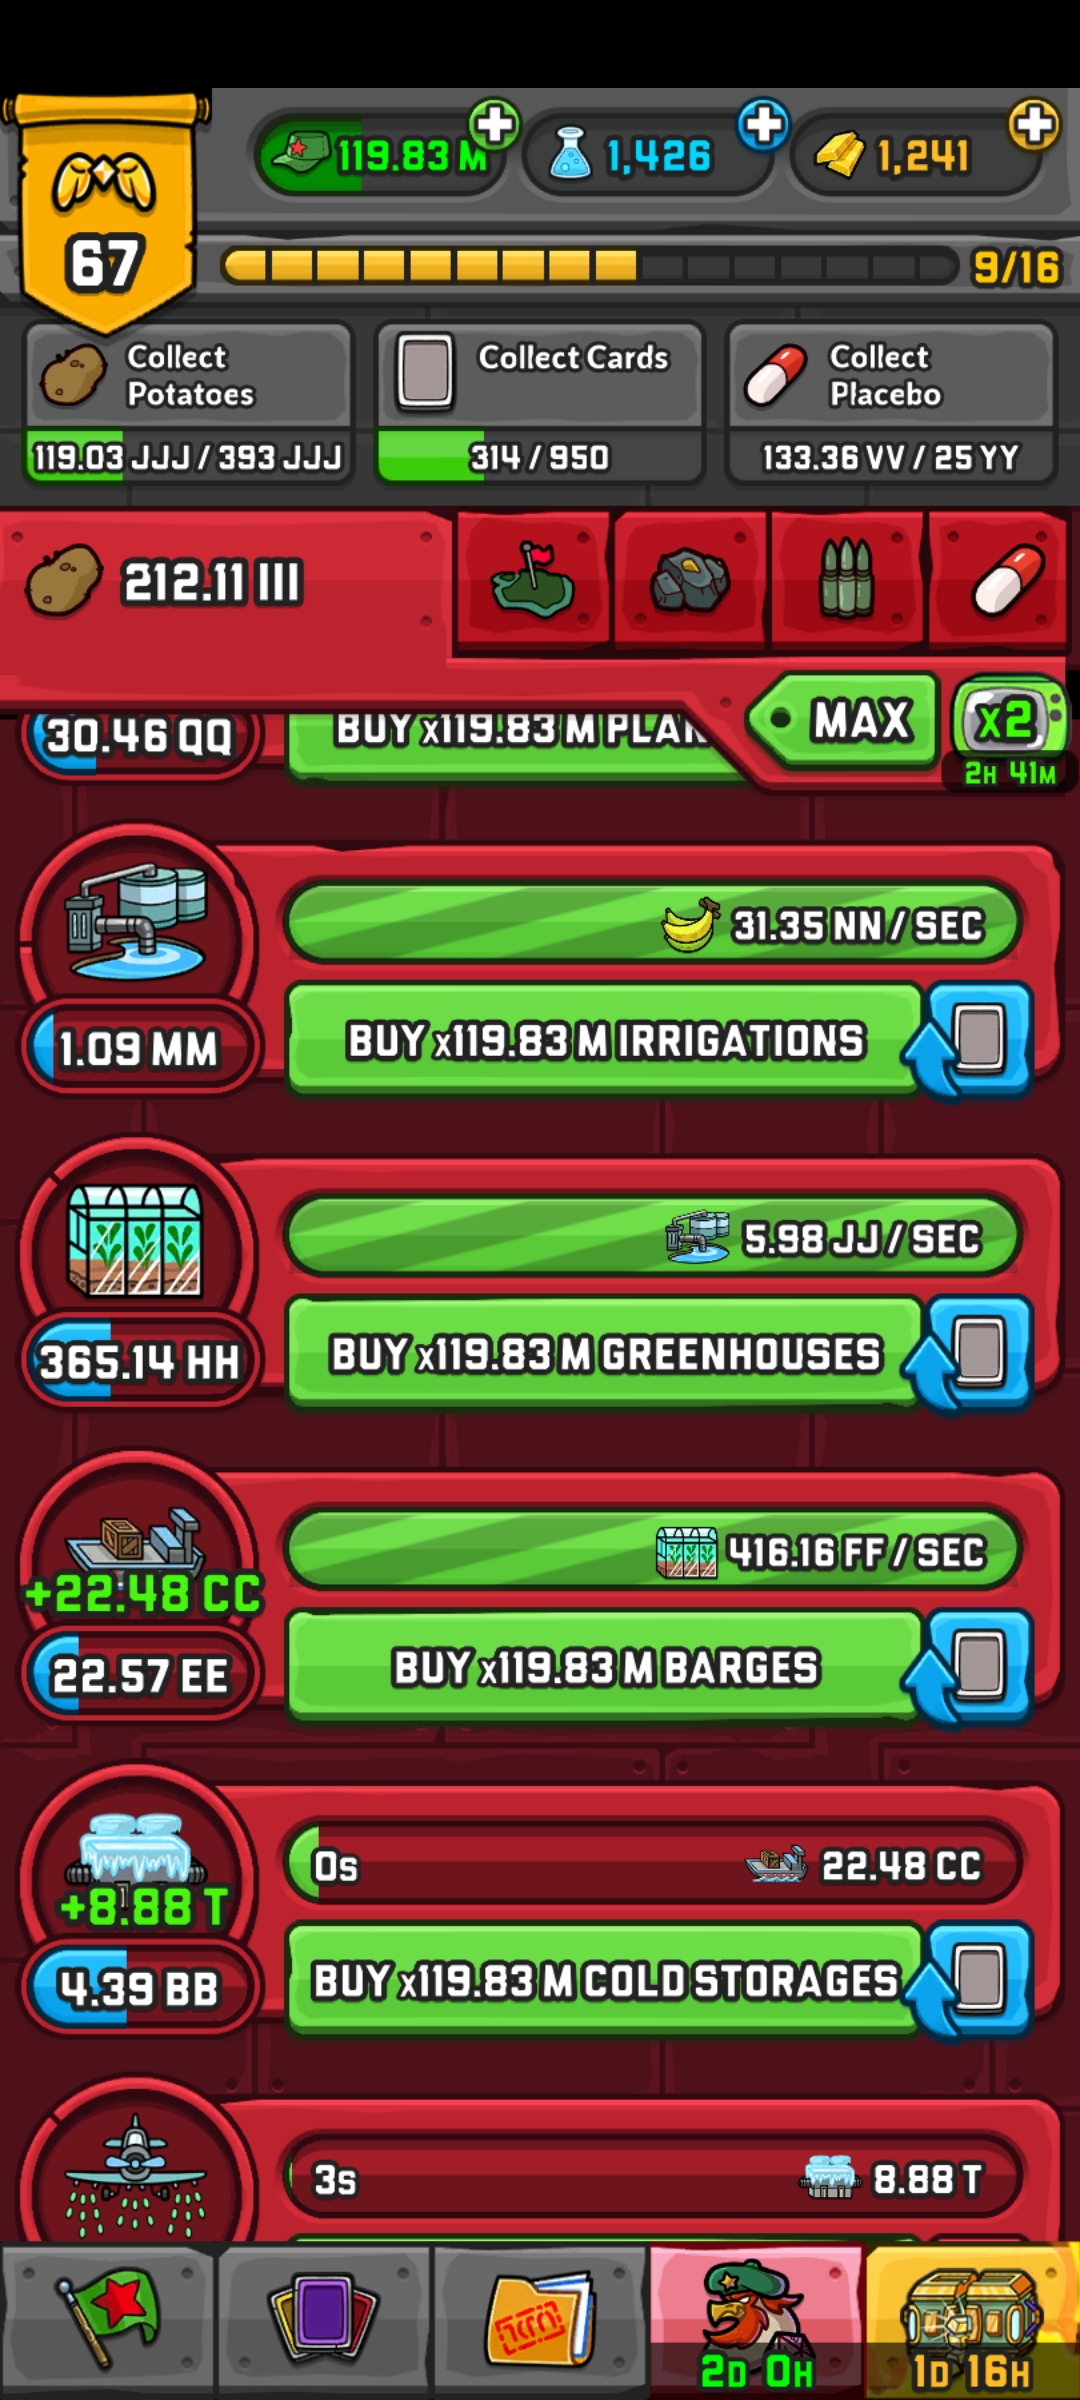 119.83 M
1,426
1,241
67
9/16
Collect
Potatoes
119.03 JJJ / 393 JJJ
Collect Cards
314 / 950
Collect
Placebo
133.36 VV / 25 YY
212.11 III
MAX
x2
2H 41M
30.46 QQ
BUY x119.83 M
31.35 NN / SEC
1.09 MM
BUY x119.83 M IRRIGATIONS
5.98 JJ / SEC
365.14 HH
BUY x119.83 M GREENHOUSES
416.16 FF / SEC
+22.48 CC
22.57 EE
BUY x119.83 M BARGES
0s
22.48 CC
+8.88 T
4.39 BB
BUY x119.83 M COLD STORAGES
3s
8.88 T
2D 0H
1D 16H